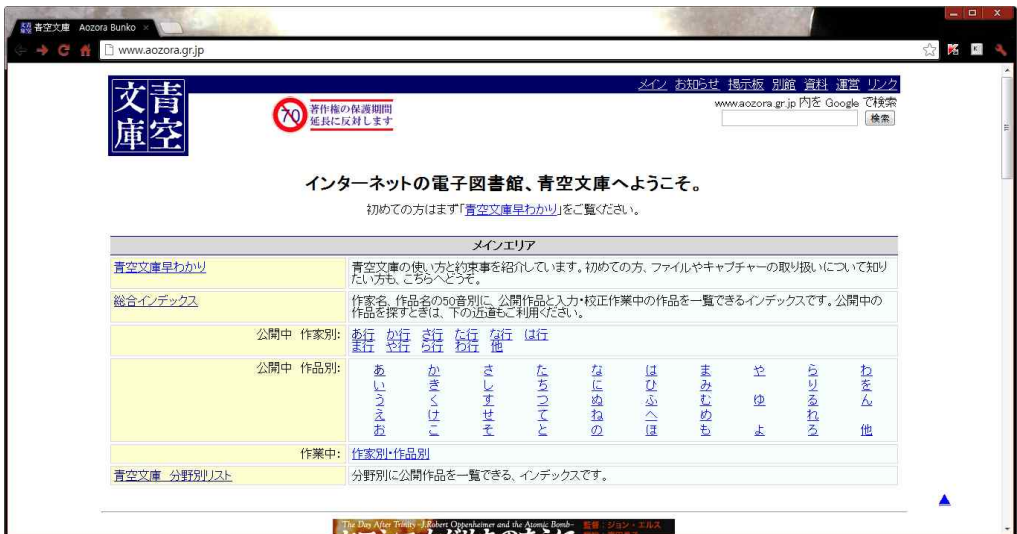 青空文庫 Aozora Bunko
www.aozora.gr.jp
青空文庫
メイン お知らせ 掲示板 別館 資料 運営 リンク
70 著作権の保護期間
延長に反対します
www.aozora.gr.jp 内を Google で検索
検索
インターネットの電子図書館、青空文庫へようこそ。
初めての方はまず「青空文庫早わかり」をご覧ください。
メインエリア
青空文庫早わかり
青空文庫の使い方と約束事を紹介しています。初めての方、ファイルやキャプチャーの取り扱いについて知り
たい方も、こちらへどうぞ。
総合インデックス
作家名、作品名の50音別に、公開作品と入力・校正作業中の作品を一覧できるインデックスです。公開中の
作品を探すときは、下の近道もご利用ください。
公開中 作家別:
あ行 か行 さ行 た行 な行 は行
ま行 や行 ら行 わ行 他
公開中 作品別:
あ か さ た な は ま や ら わ
い き し ち に ひ み り を
う く す つ ぬ ふ む ゆ る ん
え け せ て ね へ め れ
お こ そ と の ほ も よ ろ 他
作業中: 作家別・作品別
青空文庫 分野別リスト
分野別に公開作品を一覧できる、インデックスです。
The Day After Trinity -J.Robert Oppenheimer and the Atomic Bomb-
監督:ジョン・エルス